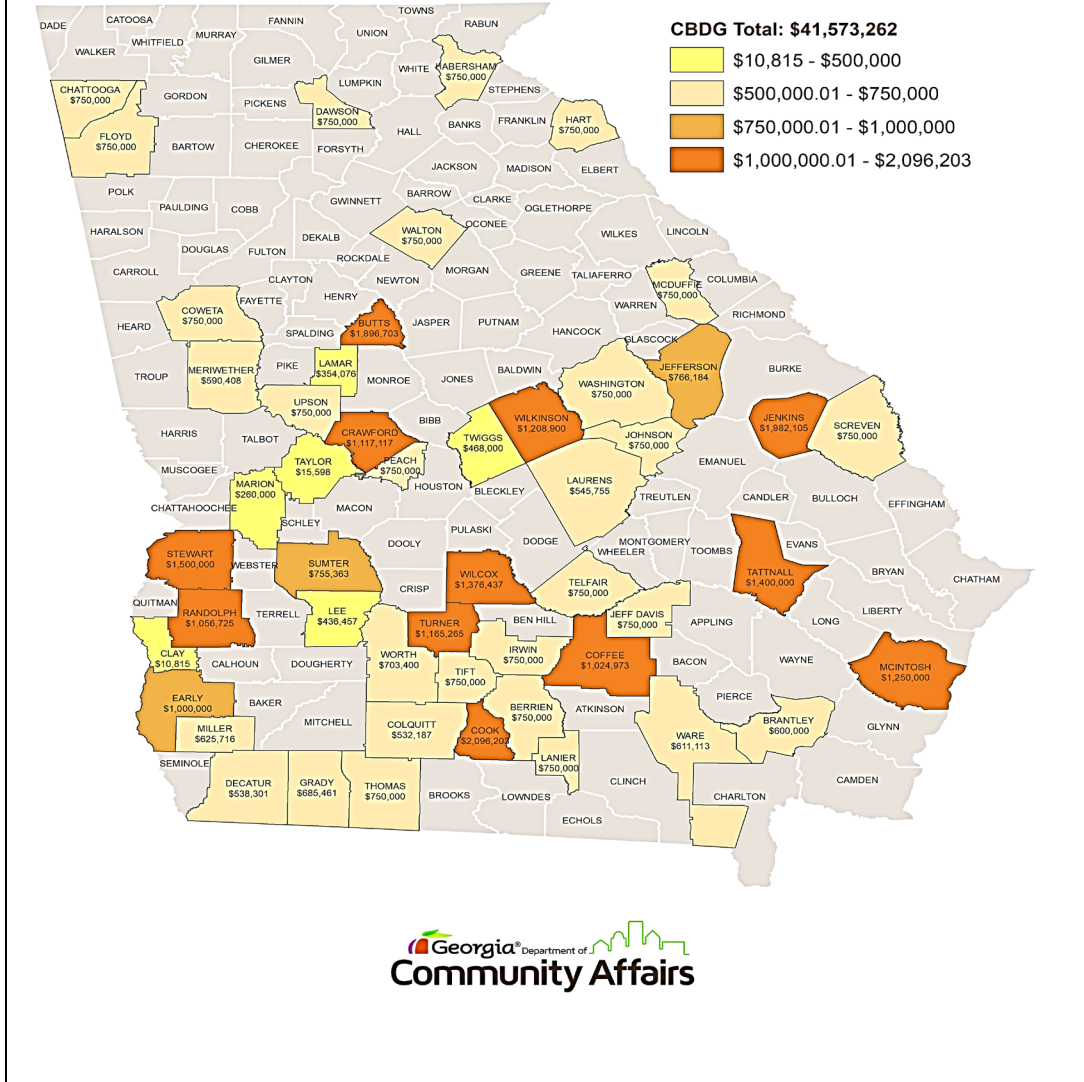 CBDG Total: $41,573,262
$10,815 - $500,000
$500,000.01 - $750,000
$750,000.01 - $1,000,000
$1,000,000.01 - $2,096,203
DADE
CATOOSA
FANNIN
TOWNS
RABUN
WALKER
WHITFIELD
MURRAY
UNION
GILMER
WHITE
HABERSHAM
$750,000
STEPHENS
CHATTOOGA
$750,000
GORDON
PICKENS
LUMPKIN
DAWSON
$750,000
HALL
BANKS
FRANKLIN
HART
$750,000
FLOYD
$750,000
BARTOW
CHEROKEE
FORSYTH
JACKSON
MADISON
ELBERT
POLK
PAULDING
COBB
GWINNETT
BARROW
CLARKE
OGLETHORPE
HARALSON
DOUGLAS
FULTON
DEKALB
ROCKDALE
WALTON
$750,000
OCONEE
WILKES
LINCOLN
CARROLL
CLAYTON
NEWTON
MORGAN
GREENE
TALIAFERRO
MCDUFFIE
$750,000
COLUMBIA
COWETA
$750,000
FAYETTE
HENRY
WARREN
RICHMOND
HEARD
SPALDING
BUTTS
$1,896,703
JASPER
PUTNAM
HANCOCK
GLASCOCK
TROUP
MERIWETHER
$590,408
PIKE
LAMAR
$354,076
MONROE
JONES
BALDWIN
WASHINGTON
$750,000
JEFFERSON
$766,184
BURKE
UPSON
$750,000
BIBB
WILKINSON
$1,208,900
JENKINS
$1,982,105
SCREVEN
$750,000
HARRIS
TALBOT
CRAWFORD
$1,117,117
TWIGGS
$468,000
JOHNSON
$750,000
MUSCOGEE
TAYLOR
$15,598
PEACH
$750,000
EMANUEL
MARION
$260,000
HOUSTON
BLECKLEY
LAURENS
$545,755
TREUTLEN
CANDLER
BULLOCH
EFFINGHAM
CHATTAHOOCHEE
SCHLEY
MACON
PULASKI
DODGE
MONTGOMERY
WHEELER
TOOMBS
EVANS
STEWART
$1,500,000
WEBSTER
SUMTER
$755,363
DOOLY
WILCOX
$1,376,437
TELFAIR
$750,000
TATTNALL
$1,400,000
BRYAN
CHATHAM
QUITMAN
RANDOLPH
$1,056,725
TERRELL
LEE
$436,457
CRISP
TURNER
$1,165,265
BEN HILL
JEFF DAVIS
$750,000
APPLING
LONG
LIBERTY
CLAY
$10,815
CALHOUN
DOUGHERTY
WORTH
$703,400
TIFT
$750,000
IRWIN
$750,000
COFFEE
$1,024,973
BACON
WAYNE
MCINTOSH
$1,250,000
EARLY
$1,000,000
BAKER
MITCHELL
BERRIEN
$750,000
ATKINSON
PIERCE
MILLER
$625,716
COLQUITT
$532,187
COOK
$2,096,203
WARE
$611,113
BRANTLEY
$600,000
GLYNN
SEMINOLE
LANIER
$750,000
DECATUR
$538,301
GRADY
$685,461
THOMAS
$750,000
BROOKS
LOWNDES
CLINCH
CHARLTON
CAMDEN
ECHOLS
Georgia® Department of
Community Affairs